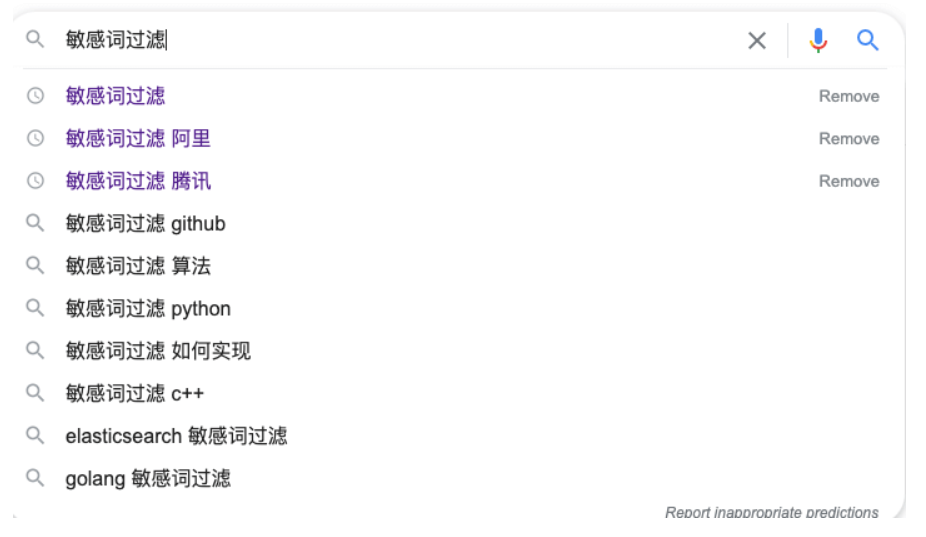 敏感词过滤
敏感词过滤
Remove
敏感词过滤 阿里
Remove
敏感词过滤 腾讯
Remove
敏感词过滤 github
敏感词过滤 算法
敏感词过滤 python
敏感词过滤 如何实现
敏感词过滤 c++
elasticsearch 敏感词过滤
golang 敏感词过滤
Report inappropriate predictions